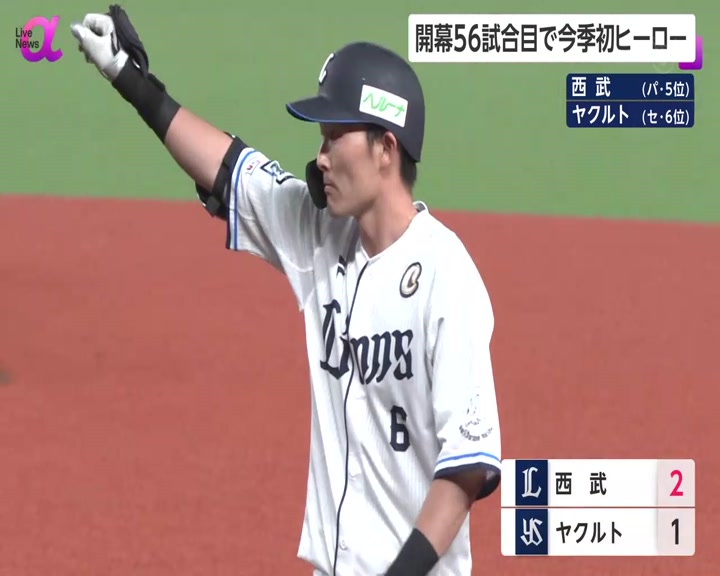 Live
News
α
開幕56試合目で今季初ヒーロー
西武 (パ・5位)
ヤクルト (セ・6位)
ヘルーナ
Lions
6
L 西武 2
YS ヤクルト 1